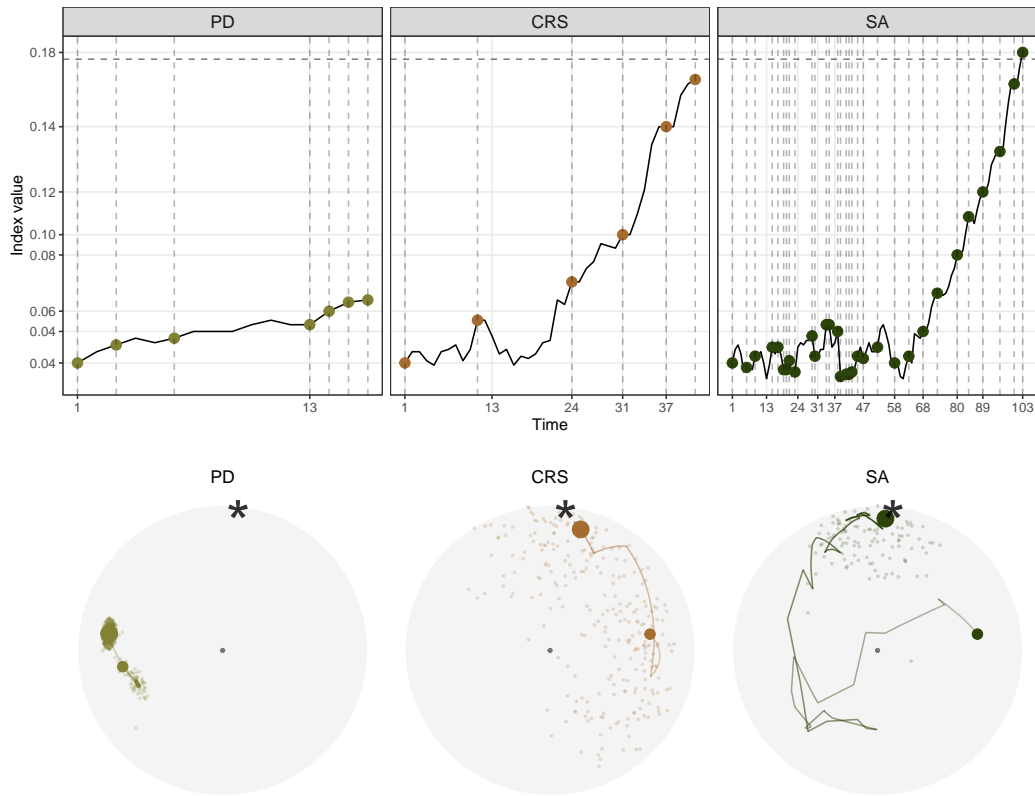 PD CRS SA
0.18
0.14
0.12
0.10
0.08
0.06
0.04
0.04
Index value
1 13 1 13 24 31 37 1 13 24 31 37 47 58 68 80 89 103
Time
PD CRS SA
* * *